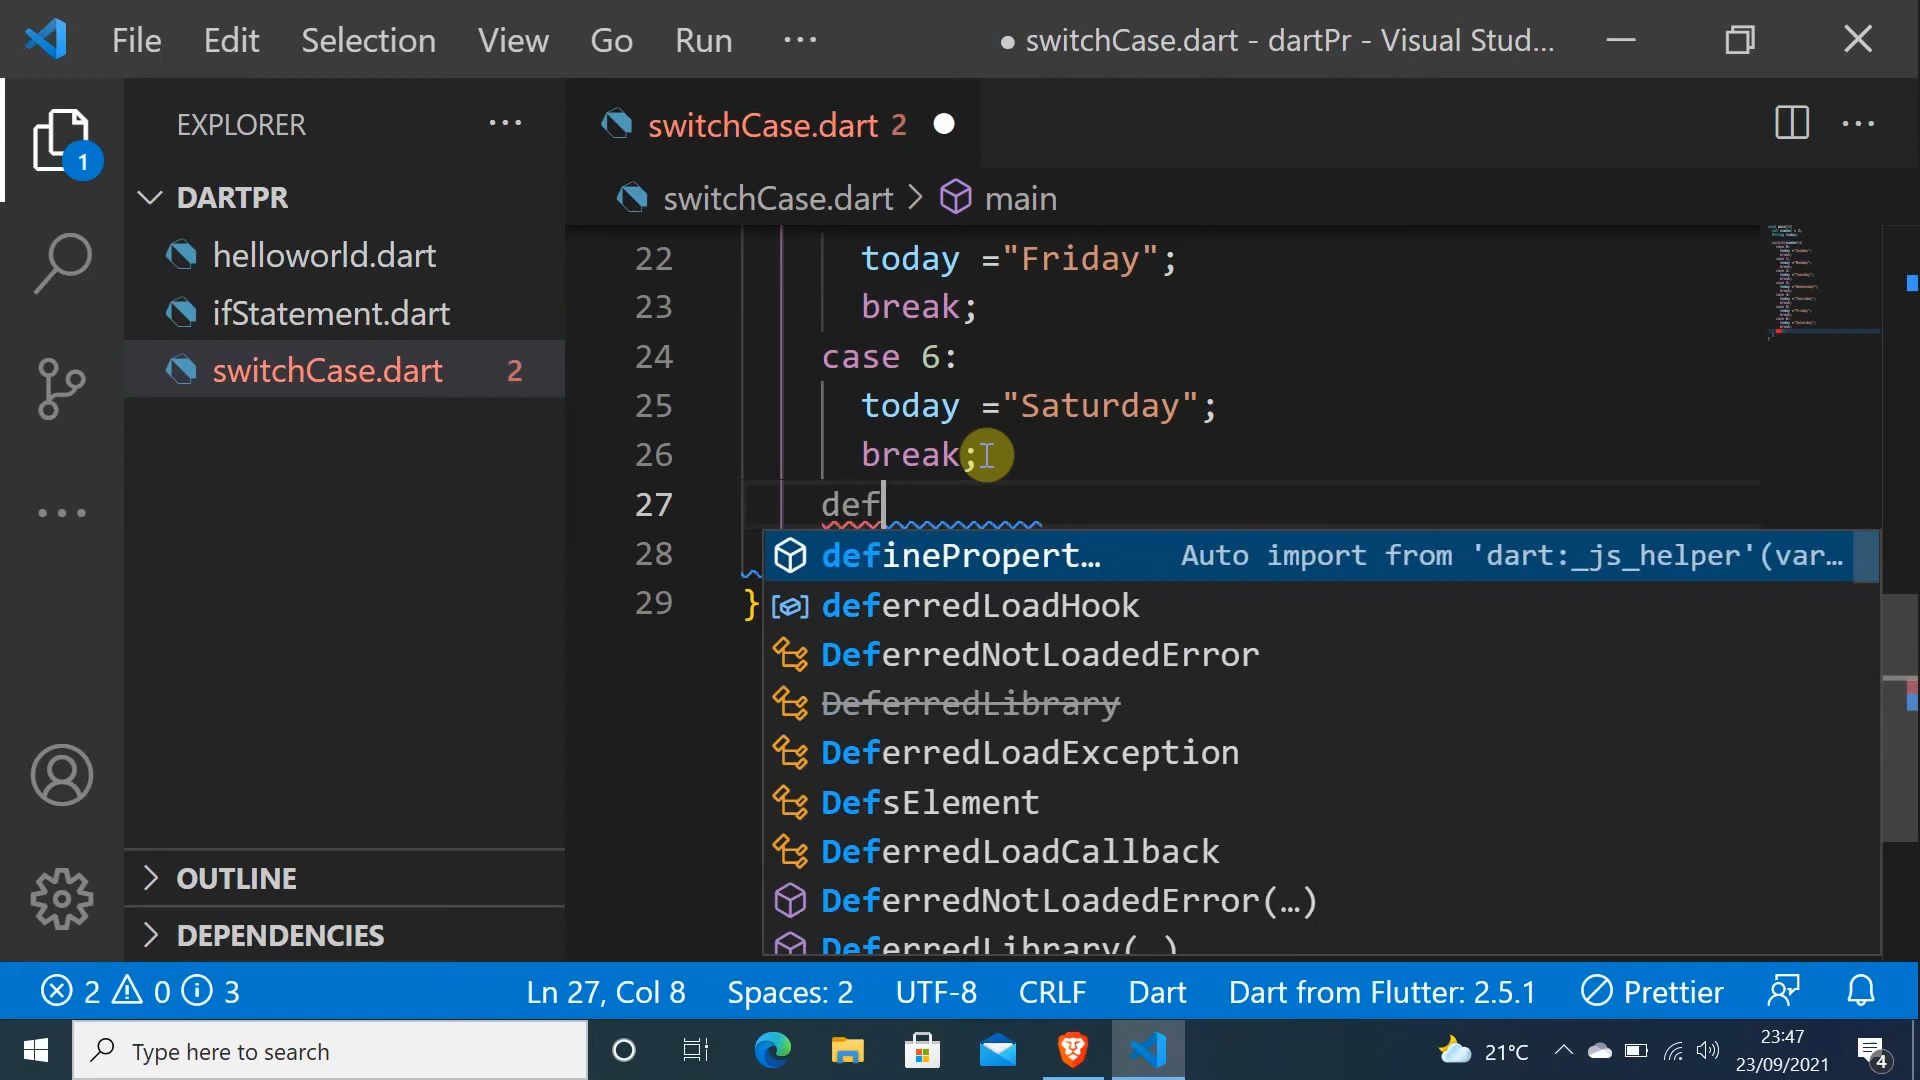 File Edit Selection View Go Run ···
● switchCase.dart - dartPr - Visual Stud...
1
EXPLORER ···
DARTPR
helloworld.dart
ifStatement.dart
switchCase.dart 2
OUTLINE
DEPENDENCIES
switchCase.dart 2
switchCase.dart > main
22 today ="Friday";
23 break;
24 case 6:
25 today ="Saturday";
26 break;
27 def
28
29 }
definePropert... Auto import from 'dart:_js_helper'(var...
deferredLoadHook
DeferredNotLoadedError
DeferredLibrary
DeferredLoadException
DefsElement
DeferredLoadCallback
DeferredNotLoadedError(…)
DeferredLibrary(…)
2 0 3 Ln 27, Col 8 Spaces: 2 UTF-8 CRLF Dart Dart from Flutter: 2.5.1 Prettier
Type here to search
21°C
23:47
23/09/2021
4